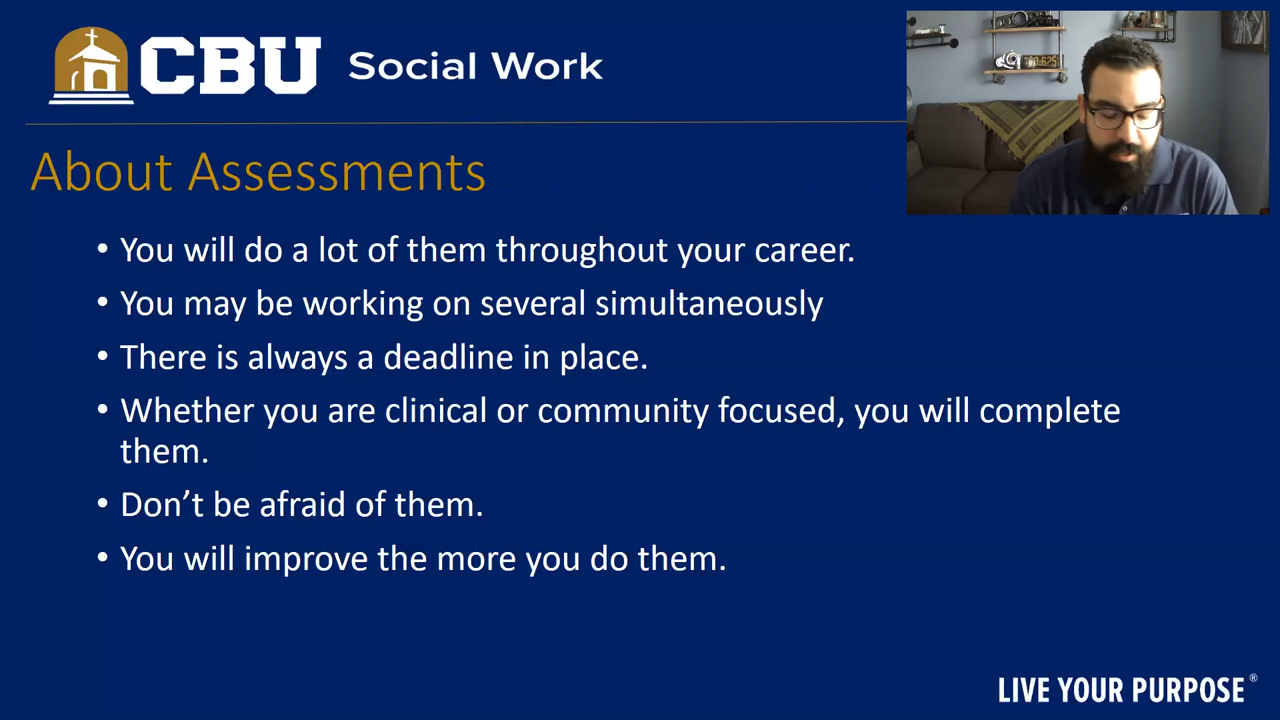 CBU Social Work
About Assessments
• You will do a lot of them throughout your career.
• You may be working on several simultaneously
• There is always a deadline in place.
• Whether you are clinical or community focused, you will complete
them.
• Don’t be afraid of them.
• You will improve the more you do them.
LIVE YOUR PURPOSE®